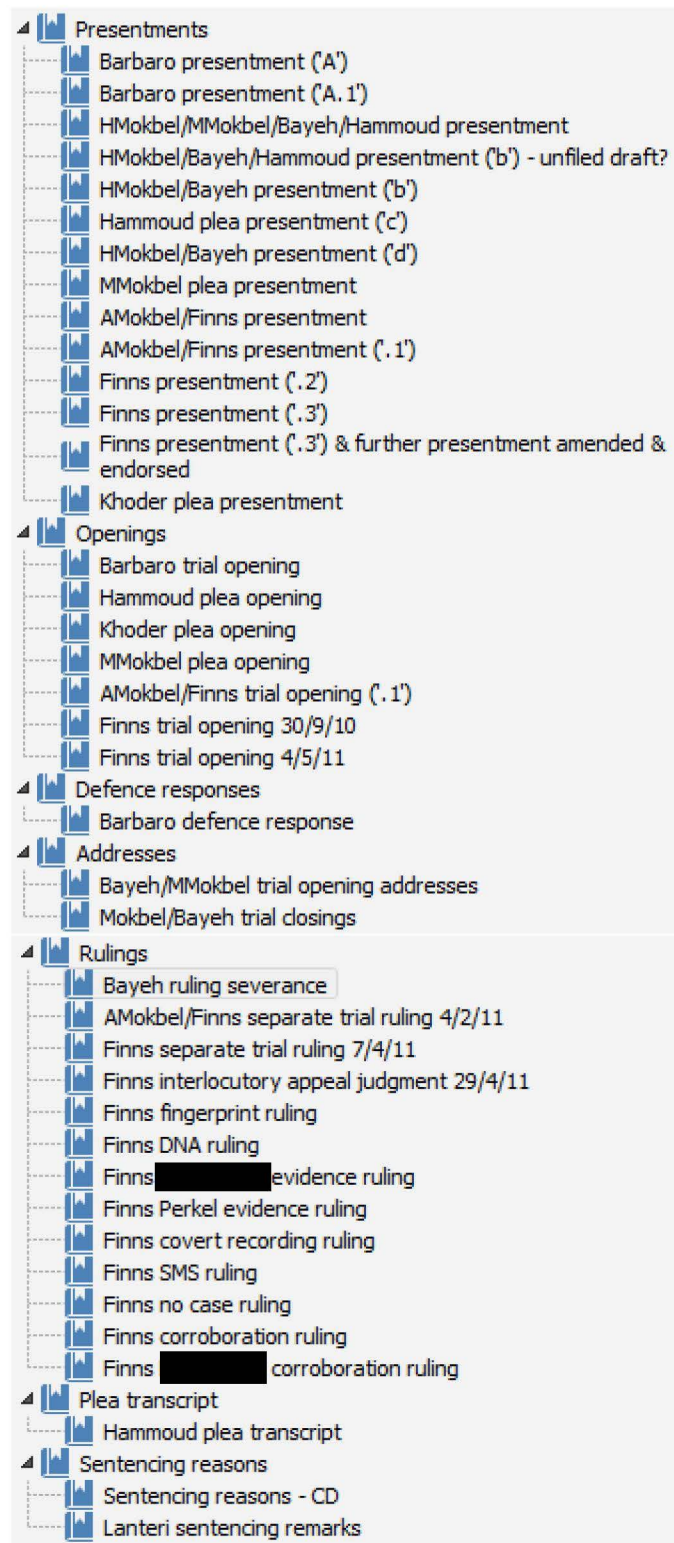 Presentments
Barbaro presentment ('A')
Barbaro presentment ('A.1')
HMokbel/MMokbel/Bayeh/Hammoud presentment
HMokbel/Bayeh/Hammoud presentment ('b') - unfiled draft?
HMokbel/Bayeh presentment ('b')
Hammoud plea presentment ('c')
HMokbel/Bayeh presentment ('d')
MMokbel plea presentment
AMokbel/Finns presentment
AMokbel/Finns presentment ('.1')
Finns presentment ('.2')
Finns presentment ('.3')
Finns presentment ('.3') & further presentment amended &
endorsed
Khoder plea presentment
Openings
Barbaro trial opening
Hammoud plea opening
Khoder plea opening
MMokbel plea opening
AMokbel/Finns trial opening ('.1')
Finns trial opening 30/9/10
Finns trial opening 4/5/11
Defence responses
Barbaro defence response
Addresses
Bayeh/MMokbel trial opening addresses
Mokbel/Bayeh trial closings
Rulings
Bayeh ruling severance
AMokbel/Finns separate trial ruling 4/2/11
Finns separate trial ruling 7/4/11
Finns interlocutory appeal judgment 29/4/11
Finns fingerprint ruling
Finns DNA ruling
Finns evidence ruling
Finns Perkel evidence ruling
Finns covert recording ruling
Finns SMS ruling
Finns no case ruling
Finns corroboration ruling
Finns corroboration ruling
Plea transcript
Hammoud plea transcript
Sentencing reasons
Sentencing reasons - CD
Lanteri sentencing remarks